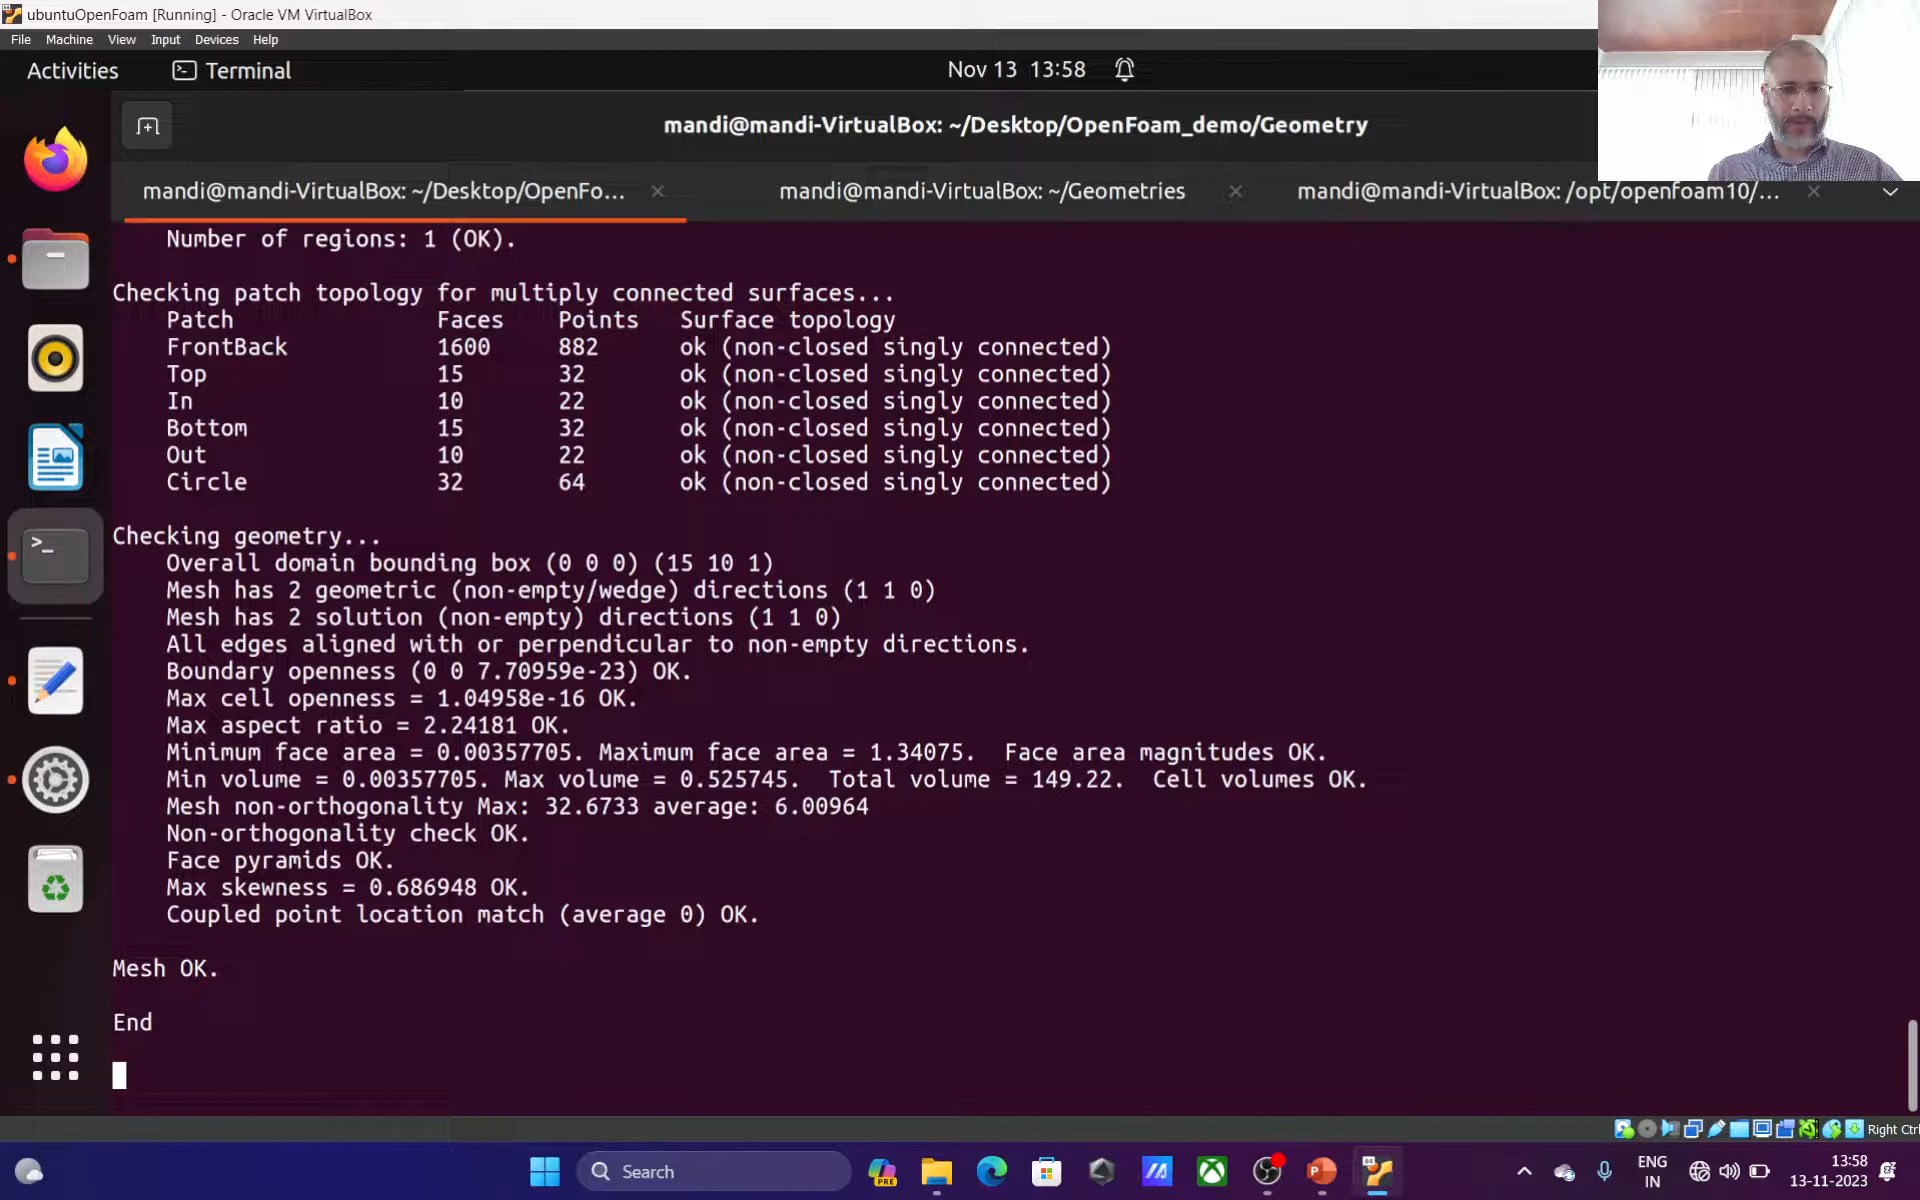 ubuntuOpenFoam [Running] - Oracle VM VirtualBox
File Machine View Input Devices Help
Activities Terminal Nov 13 13:58
mandi@mandi-VirtualBox: ~/Desktop/OpenFoam_demo/Geometry
mandi@mandi-VirtualBox: ~/Desktop/OpenFo... mandi@mandi-VirtualBox: ~/Geometries mandi@mandi-VirtualBox: /opt/openfoam10/...
Number of regions: 1 (OK).
Checking patch topology for multiply connected surfaces...
Patch Faces Points Surface topology
FrontBack 1600 882 ok (non-closed singly connected)
Top 15 32 ok (non-closed singly connected)
In 10 22 ok (non-closed singly connected)
Bottom 15 32 ok (non-closed singly connected)
Out 10 22 ok (non-closed singly connected)
Circle 32 64 ok (non-closed singly connected)
Checking geometry...
Overall domain bounding box (0 0 0) (15 10 1)
Mesh has 2 geometric (non-empty/wedge) directions (1 1 0)
Mesh has 2 solution (non-empty) directions (1 1 0)
All edges aligned with or perpendicular to non-empty directions.
Boundary openness (0 0 7.70959e-23) OK.
Max cell openness = 1.04958e-16 OK.
Max aspect ratio = 2.24181 OK.
Minimum face area = 0.00357705. Maximum face area = 1.34075.  Face area magnitudes OK.
Min volume = 0.00357705. Max volume = 0.525745.  Total volume = 149.22.  Cell volumes OK.
Mesh non-orthogonality Max: 32.6733 average: 6.00964
Non-orthogonality check OK.
Face pyramids OK.
Max skewness = 0.686948 OK.
Coupled point location match (average 0) OK.
Mesh OK.
End
Right Ctrl
Search PRE ENG 13:58
IN 13-11-2023